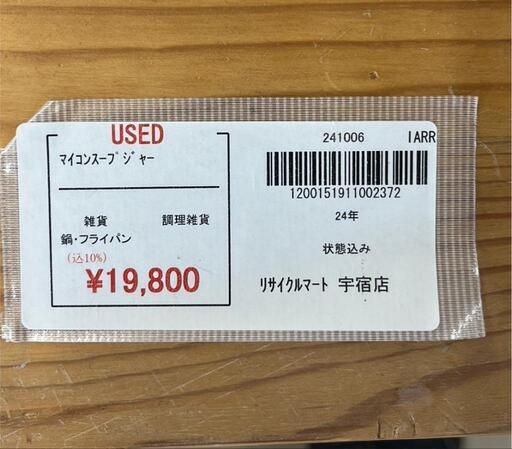 USED
マイコンスープジャー
雑貨 調理雑貨
鍋・フライパン
(込10%)
¥19,800
241006 IARR
1200151911002372
24年
状態込み
リサイクルマート 宇宿店